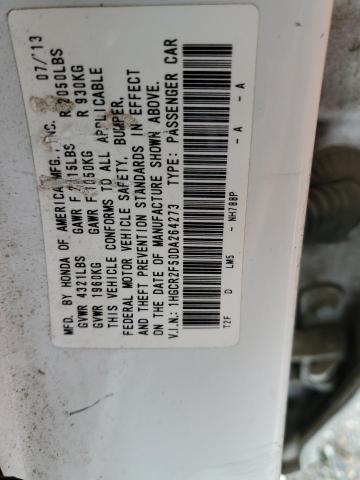 MFD. BY HONDA OF AMERICA MFG., INC. 07/13
GVWR 4321LBS GAWR F 2315LBS R 2050LBS
GVWR 1960KG GAWR F 1050KG R 930KG
THIS VEHICLE CONFORMS TO ALL APPLICABLE
FEDERAL MOTOR VEHICLE SAFETY, BUMPER,
AND THEFT PREVENTION STANDARDS IN EFFECT
ON THE DATE OF MANUFACTURE SHOWN ABOVE.
V.I.N.: 1HGCR2F50DA264273 TYPE: PASSENGER CAR
T2F D LM5 - NH788P - A - A